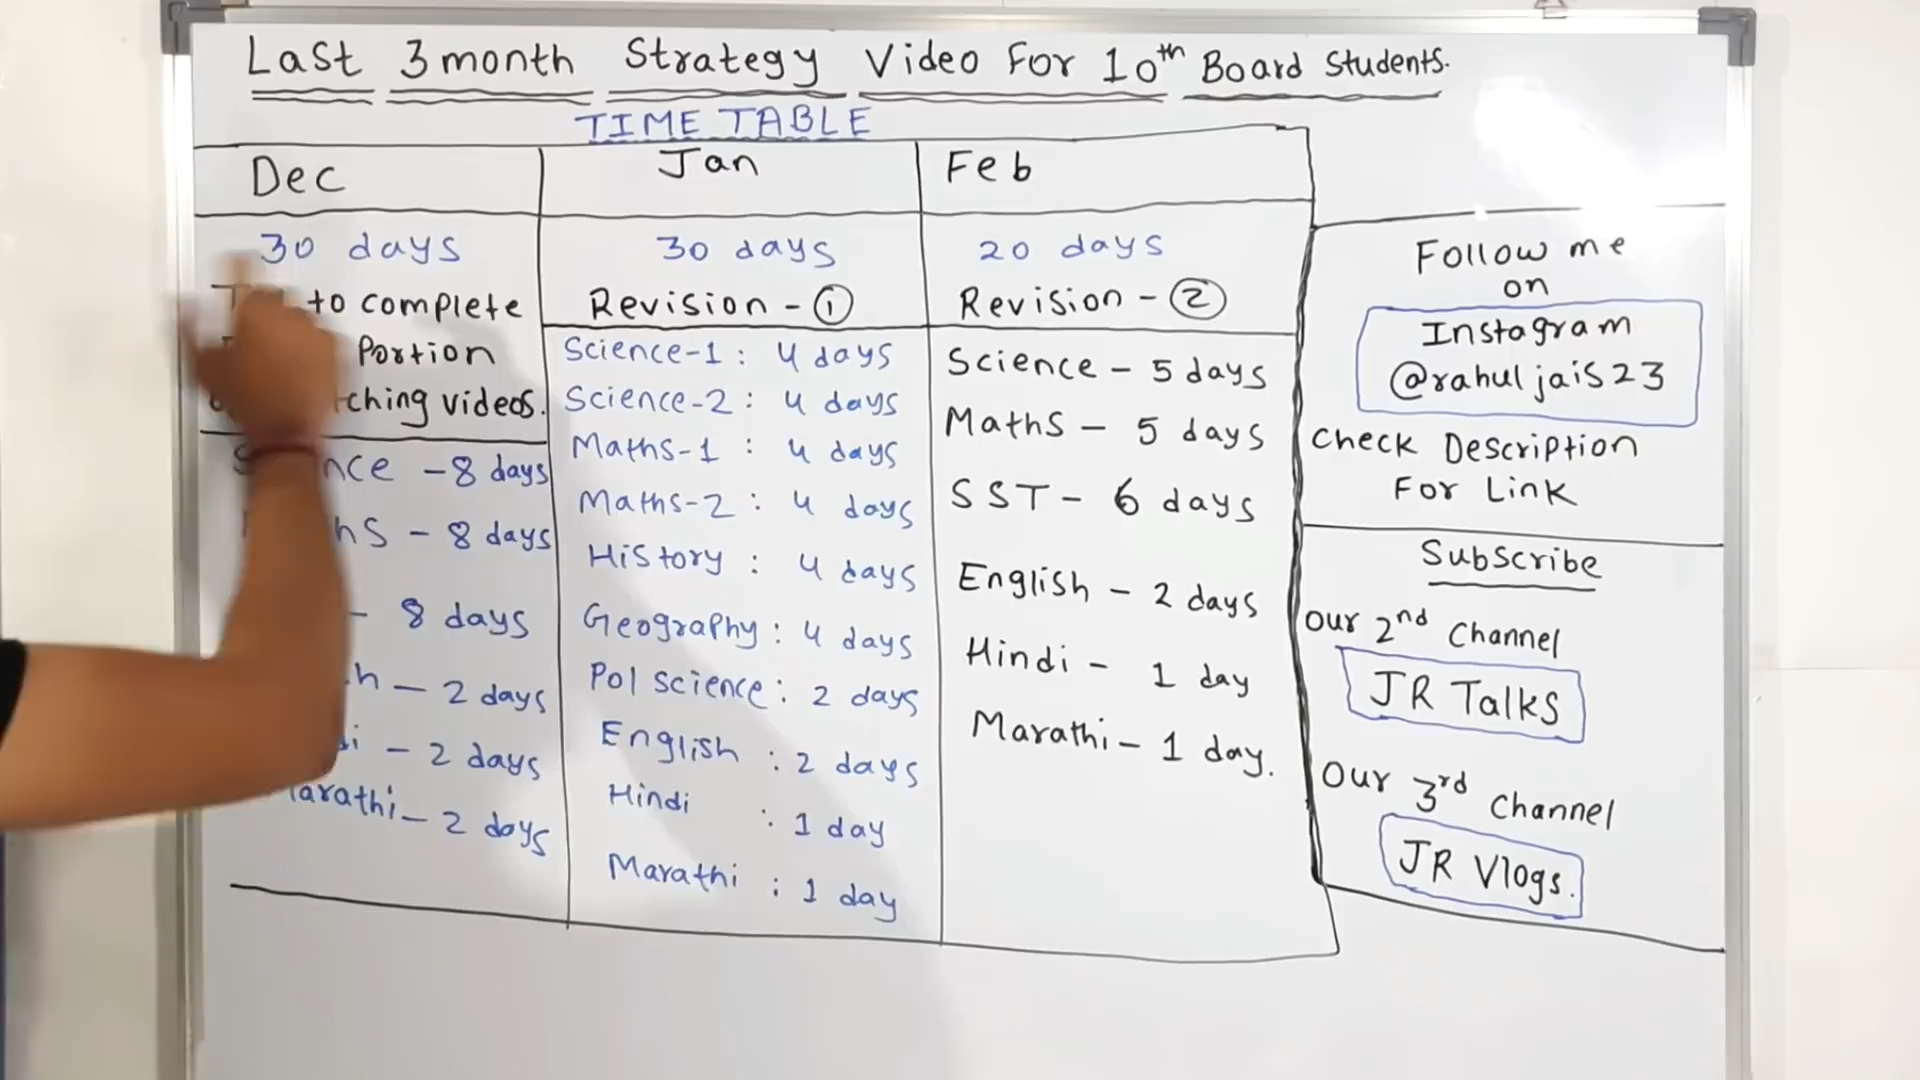 Last 3 month Strategy Video For 10th Board Students.
TIME TABLE
Dec
30 days
to complete
Portion
videos.
- 8 days
- 8 days
- 8 days
- 2 days
- 2 days
- 2 days
Jan
30 days
Revision - ①
Science-1 : 4 days
Science-2 : 4 days
Maths-1 : 4 days
Maths-2 : 4 days
History : 4 days
Geography : 4 days
Pol science : 2 days
English : 2 days
Hindi : 1 day
Marathi : 1 day
Feb
20 days
Revision - ②
Science - 5 days
Maths - 5 days
SST - 6 days
English - 2 days
Hindi - 1 day
Marathi - 1 day.
Follow me
on
Instagram
@rahuljais23
Check Description
For Link
Subscribe
Our 2nd Channel
JR Talks
Our 3rd Channel
JR Vlogs.